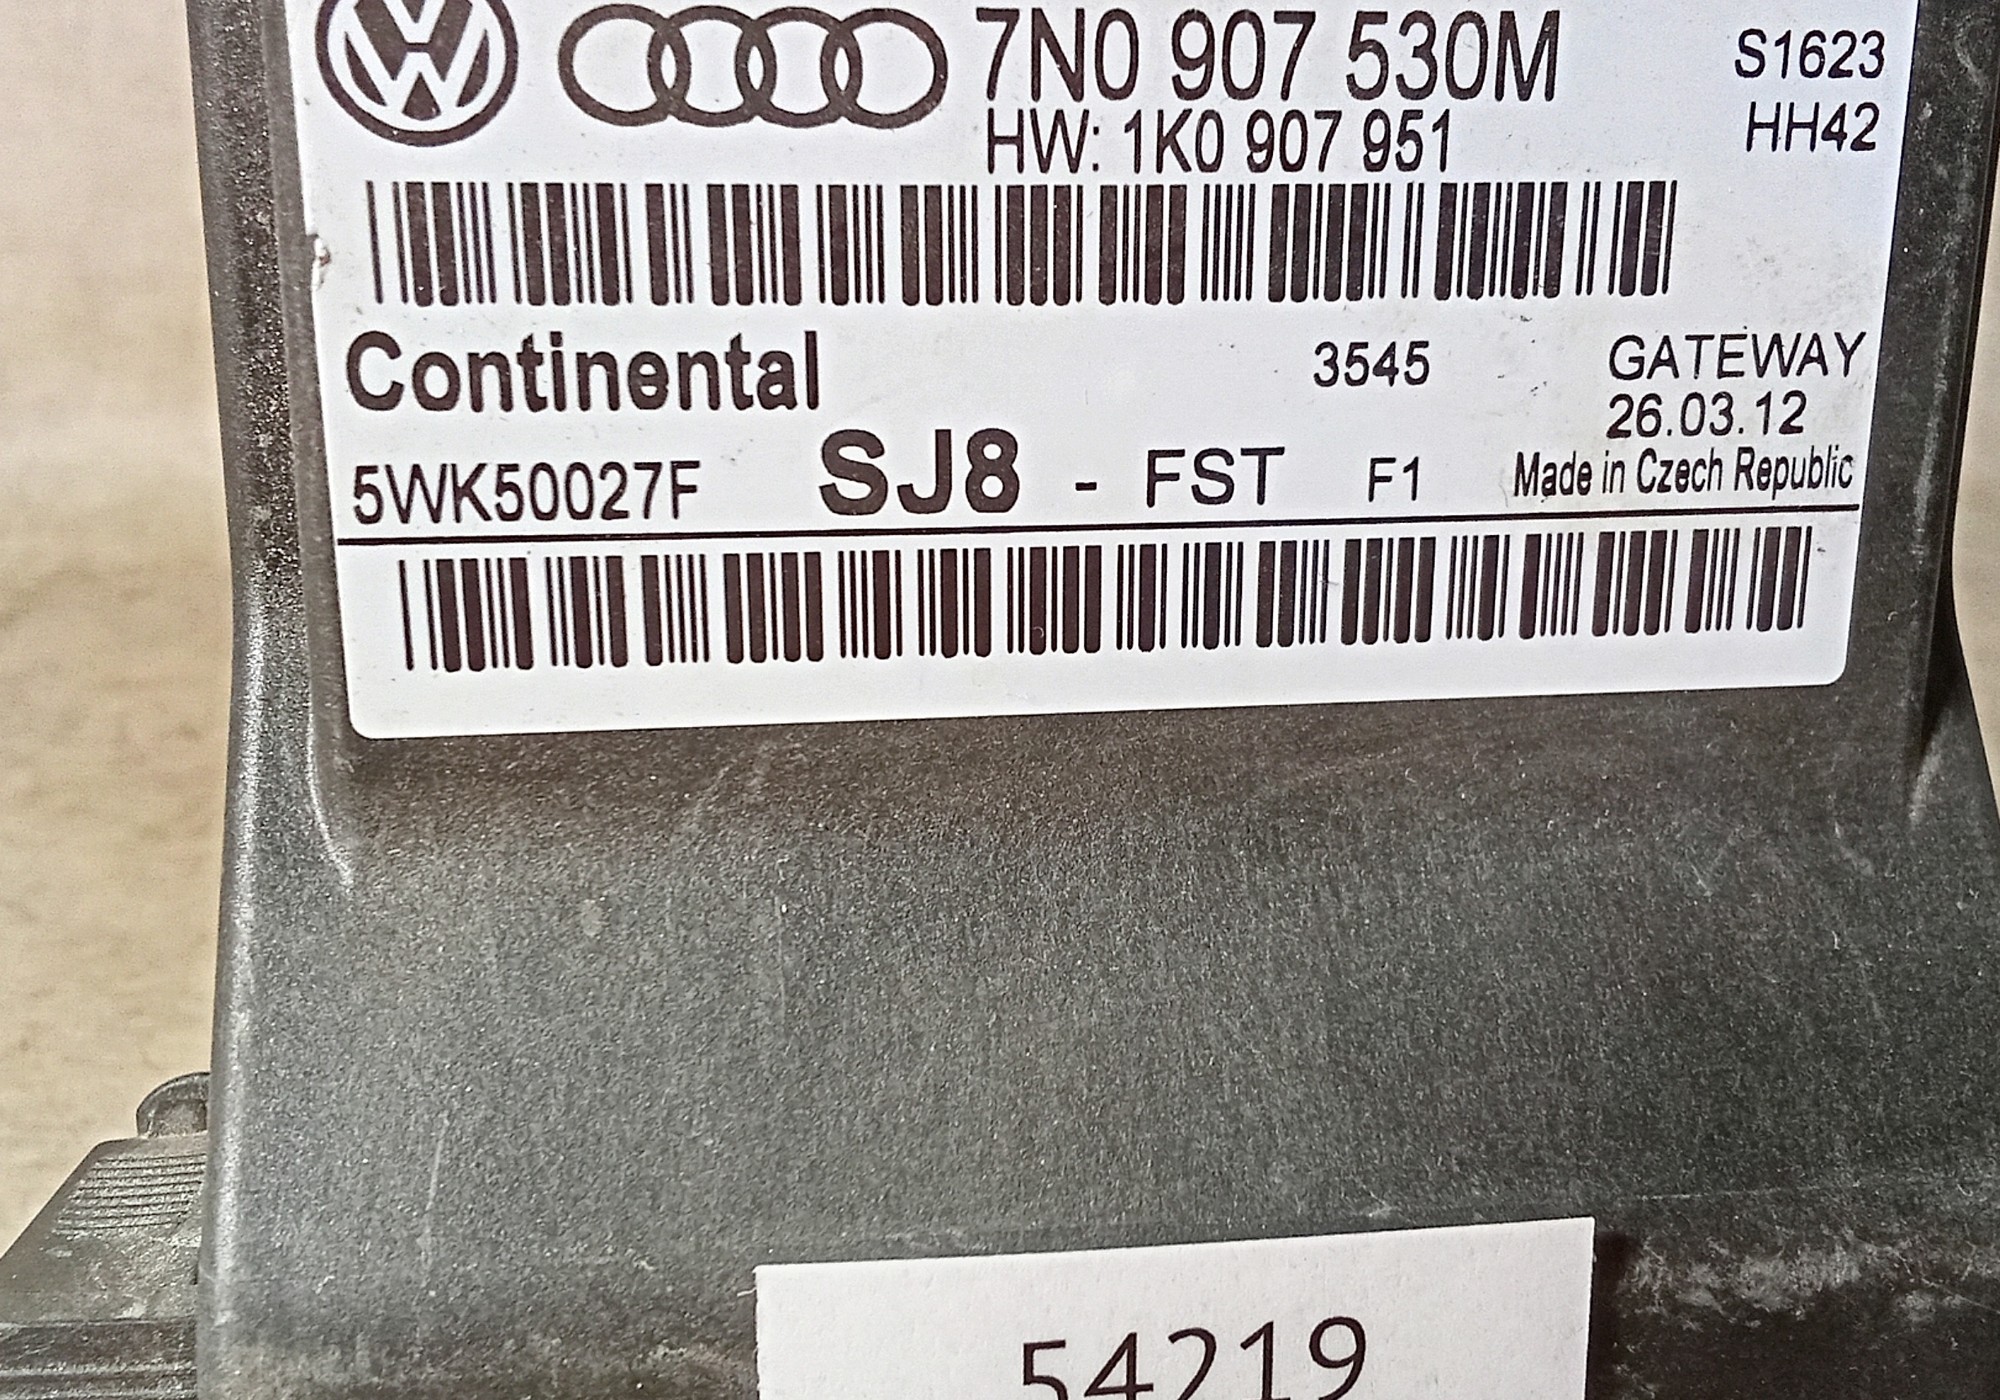 7N0 907 530M
S1623
HW: 1K0 907 951
HH42
Continental
3545
GATEWAY
26.03.12
5WK50027F SJ8 - FST F1
Made in Czech Republic
54219